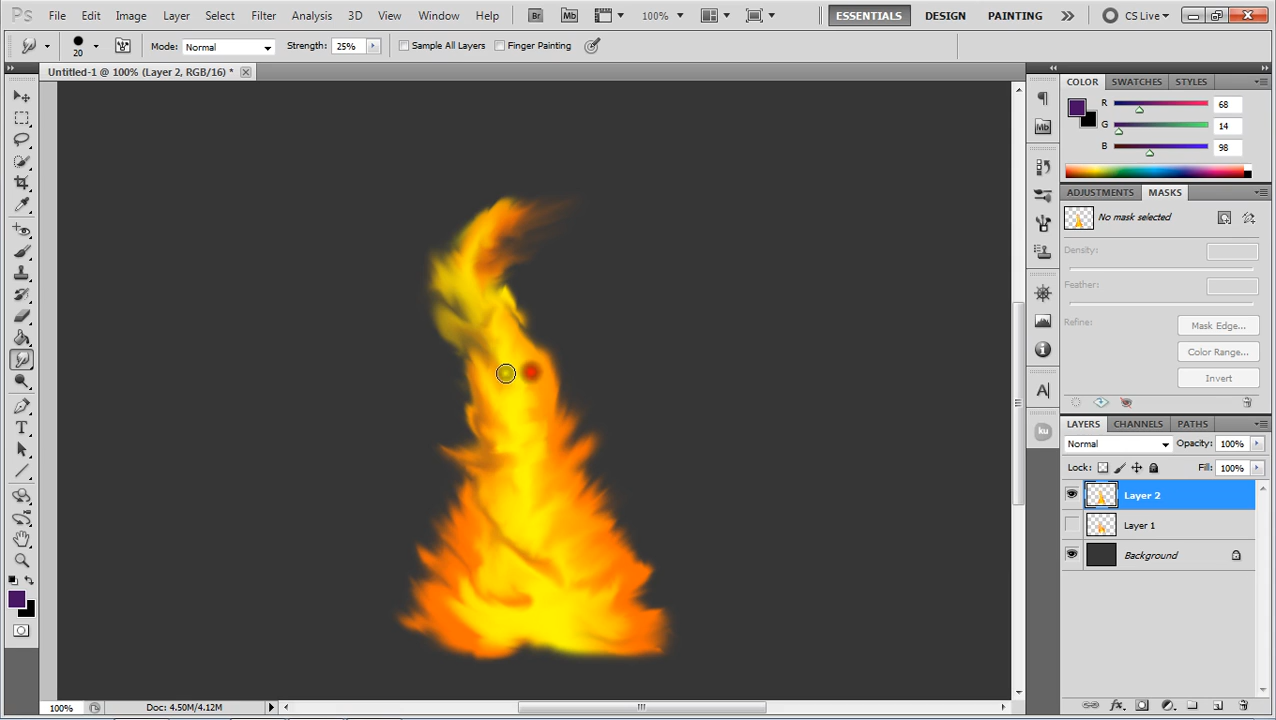 Ps File Edit Image Layer Select Filter Analysis 3D View Window Help Br Mb 100% ESSENTIALS DESIGN PAINTING CS Live
20 Mode: Normal Strength: 25% Sample All Layers Finger Painting
Untitled-1 @ 100% (Layer 2, RGB/16) *
COLOR SWATCHES STYLES
R 68
G 14
B 98
Mb
ADJUSTMENTS MASKS
No mask selected
Density:
Feather:
Refine: Mask Edge...
Color Range...
Invert
A
ku
T
LAYERS CHANNELS PATHS
Normal Opacity: 100%
Lock: Fill: 100%
Layer 2
Layer 1
Background
100% Doc: 4.50M/4.12M
fx